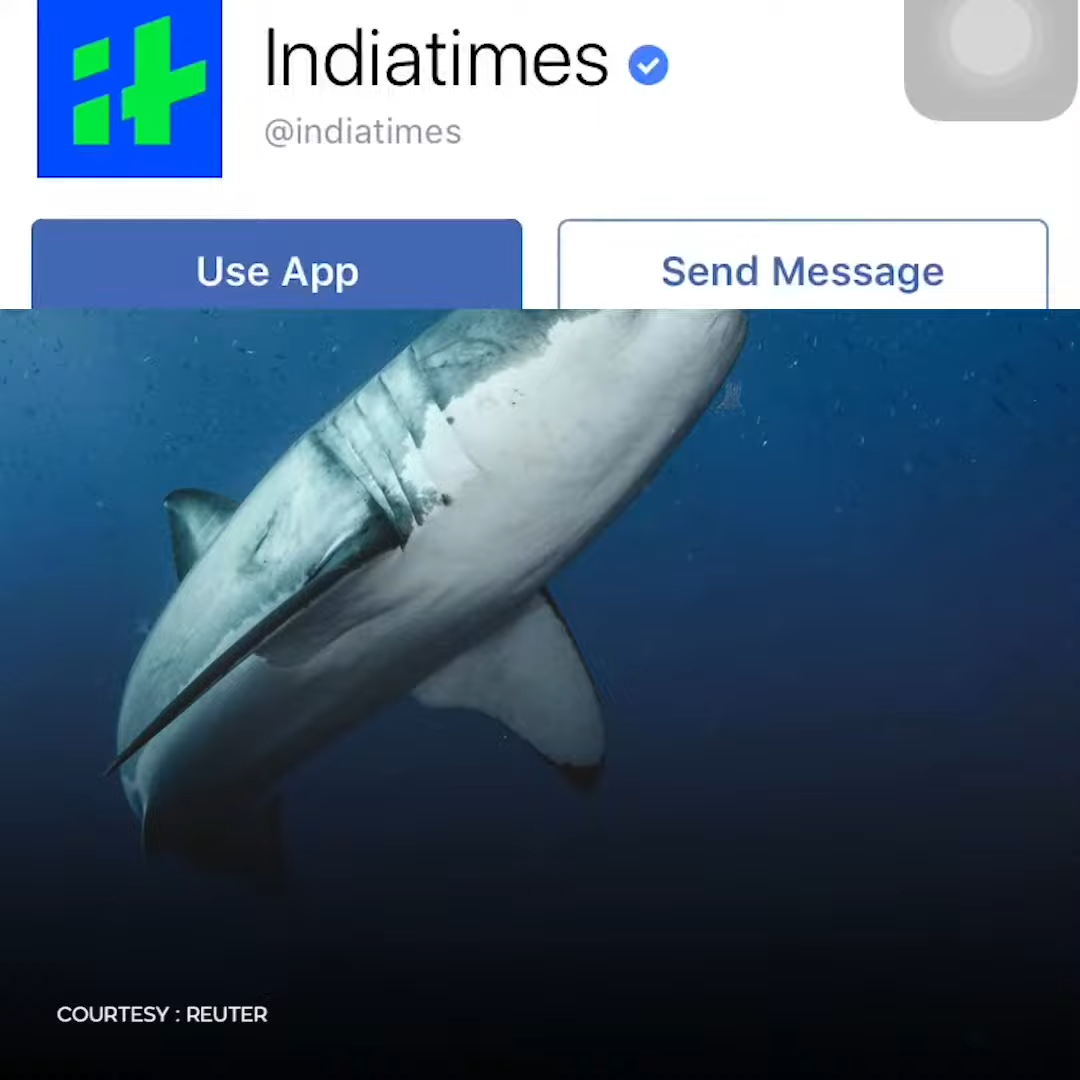 Indiatimes
@indiatimes
Use App
Send Message
COURTESY : REUTER